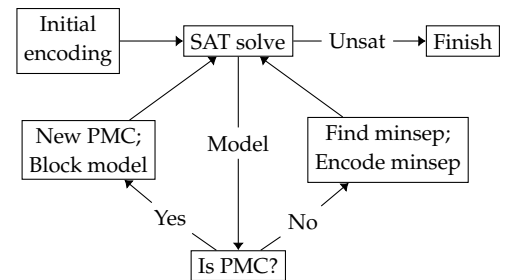 Initial
encoding
SAT solve
Unsat
Finish
New PMC;
Block model
Model
Find minsep;
Encode minsep
Yes
No
Is PMC?